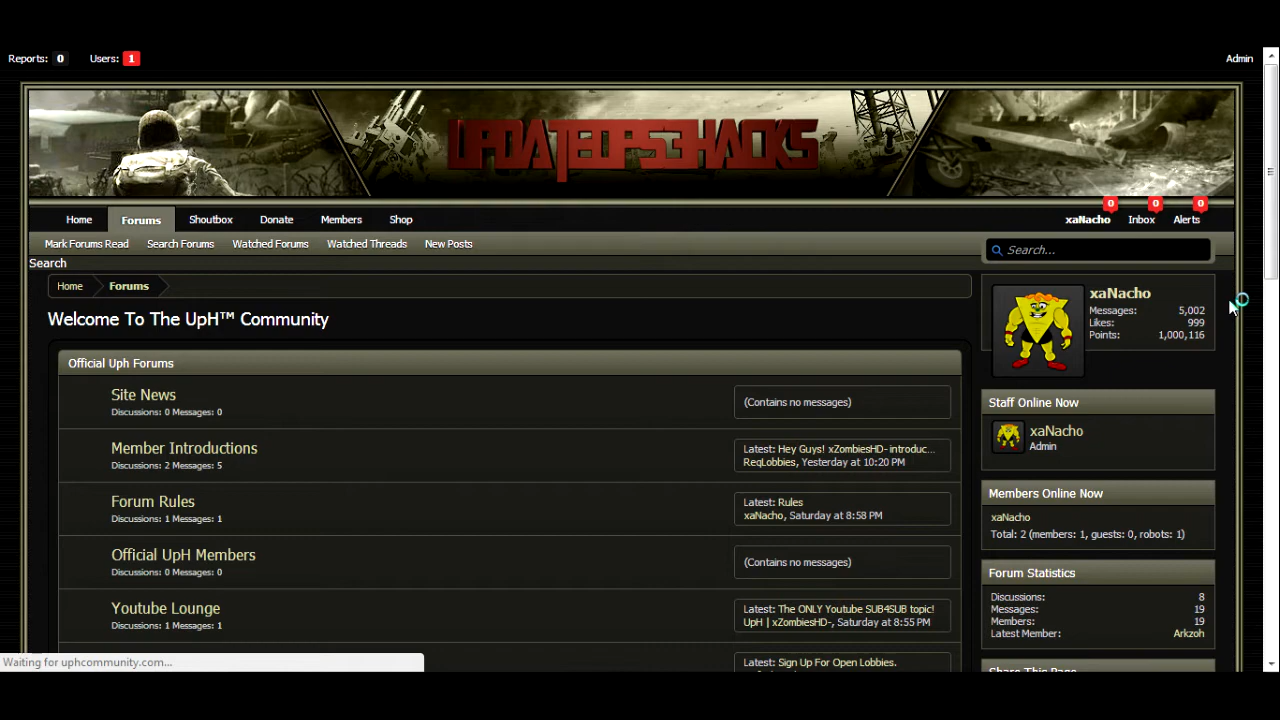 Reports: 0 Users: 1 Admin
UPDATEDPS3HACKS
Home Forums Shoutbox Donate Members Shop xaNacho 0 Inbox 0 Alerts 0
Mark Forums Read Search Forums Watched Forums Watched Threads New Posts Search...
Search
Home Forums
Welcome To The UpH™ Community
Official Uph Forums
Site News
Discussions: 0 Messages: 0
(Contains no messages)
Member Introductions
Discussions: 2 Messages: 5
Latest: Hey Guys! xZombiesHD- introduc...
ReqLobbies, Yesterday at 10:20 PM
Forum Rules
Discussions: 1 Messages: 1
Latest: Rules
xaNacho, Saturday at 8:58 PM
Official UpH Members
Discussions: 0 Messages: 0
(Contains no messages)
Youtube Lounge
Discussions: 1 Messages: 1
Latest: The ONLY Youtube SUB4SUB topic!
UpH | xZombiesHD-, Saturday at 8:55 PM
Latest: Sign Up For Open Lobbies.
xaNacho
Messages: 5,002
Likes: 999
Points: 1,000,116
Staff Online Now
xaNacho
Admin
Members Online Now
xaNacho
Total: 2 (members: 1, guests: 0, robots: 1)
Forum Statistics
Discussions: 8
Messages: 19
Members: 19
Latest Member: Arkzoh
Share This Page
Waiting for uphcommunity.com...